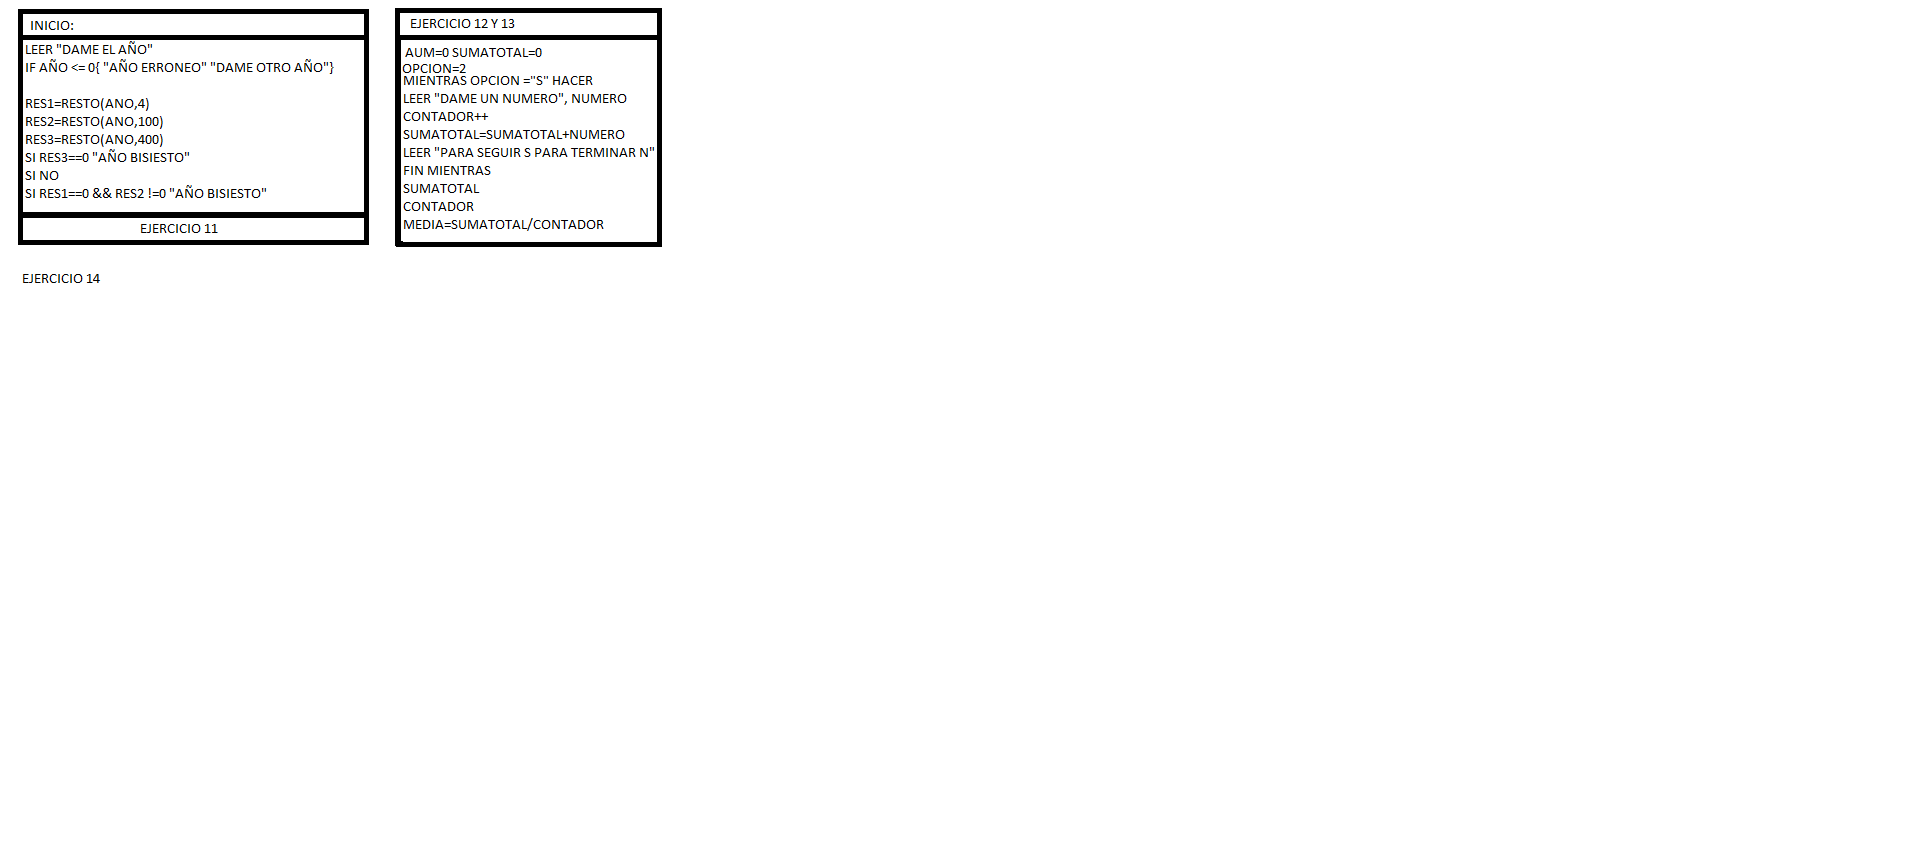 INICIO:
LEER "DAME EL AÑO"
IF AÑO <= 0{ "AÑO ERRONEO" "DAME OTRO AÑO"}
RES1=RESTO(ANO,4)
RES2=RESTO(ANO,100)
RES3=RESTO(ANO,400)
SI RES3==0 "AÑO BISIESTO"
SI NO
SI RES1==0 && RES2 !=0 "AÑO BISIESTO"
EJERCICIO 11
EJERCICIO 12 Y 13
AUM=0 SUMATOTAL=0
OPCION=2
MIENTRAS OPCION ="S" HACER
LEER "DAME UN NUMERO", NUMERO
CONTADOR++
SUMATOTAL=SUMATOTAL+NUMERO
LEER "PARA SEGUIR S PARA TERMINAR N"
FIN MIENTRAS
SUMATOTAL
CONTADOR
MEDIA=SUMATOTAL/CONTADOR
EJERCICIO 14